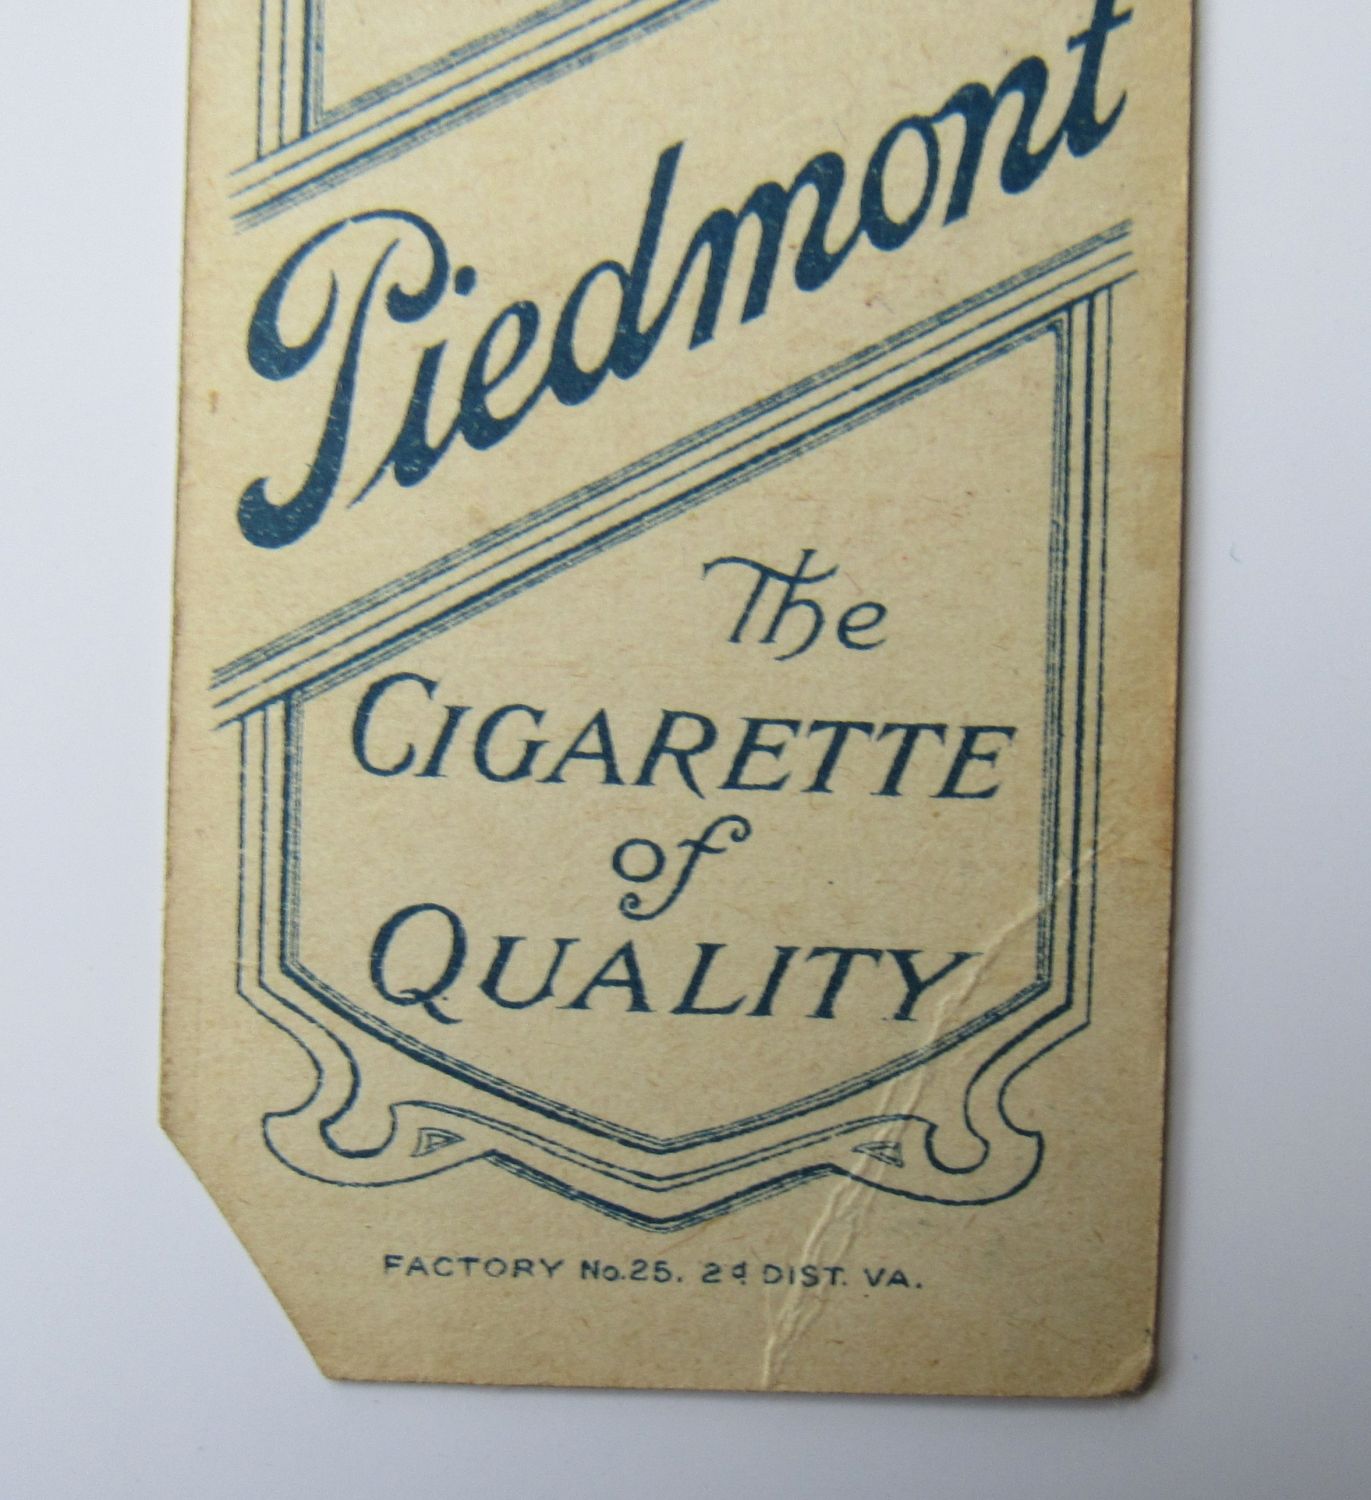 Piedmont
The
CIGARETTE
of
QUALITY
FACTORY No.25. 2d DIST. VA.